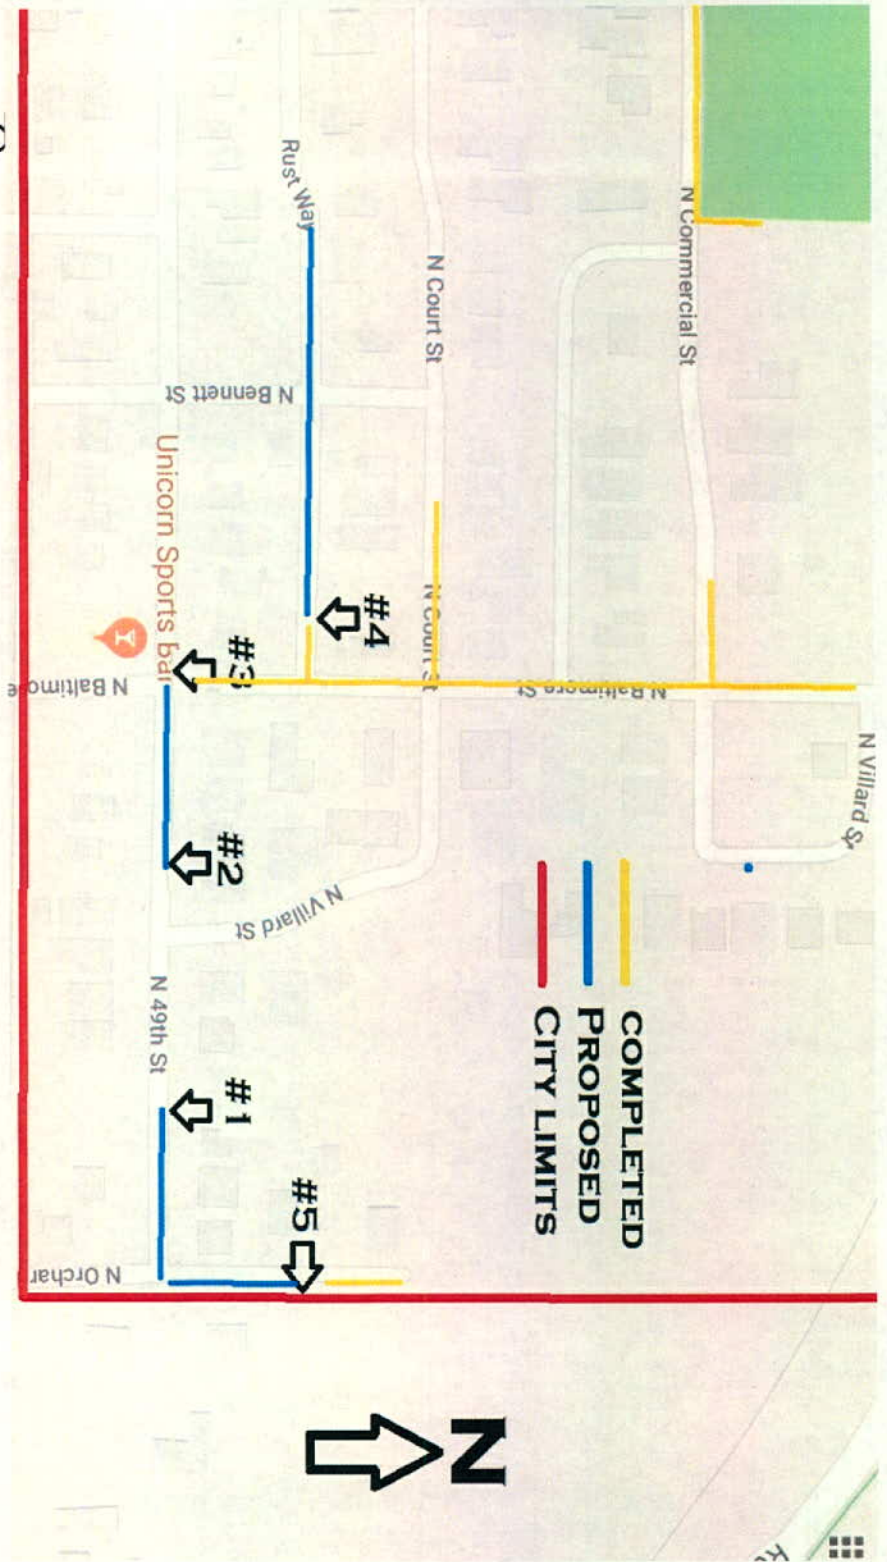 N Commercial St
N Court St
Rust Way
N Bennett St
Unicorn Sports Bar
#4
#3
N Court St
N Baltimore
N Baltimore St
N Villard St
#2
N Villard St
COMPLETED
PROPOSED
CITY LIMITS
N 49th St
#1
#5
N Orchar
N